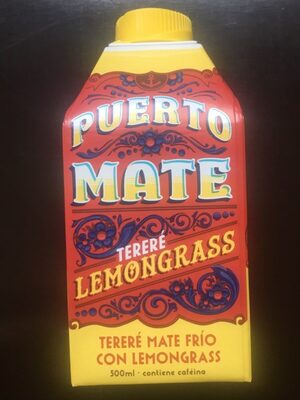 PUERTO
MATE
TERERÉ
LEMONGRASS
TERERÉ MATE FRÍO
CON LEMONGRASS
500ml · contiene cafeína